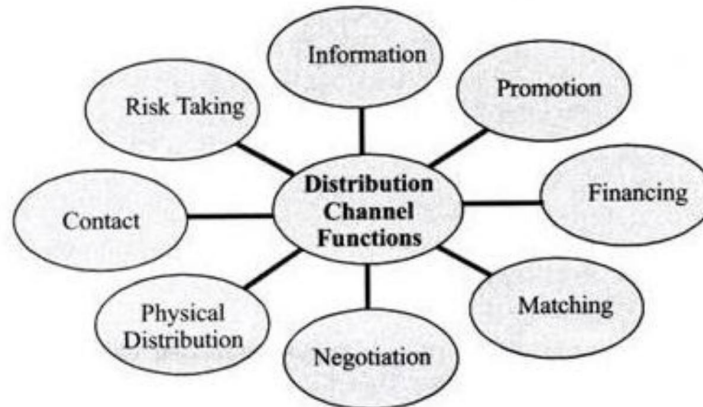 Information
Promotion
Risk Taking
Distribution
Channel
Functions
Financing
Contact
Matching
Physical
Distribution
Negotiation